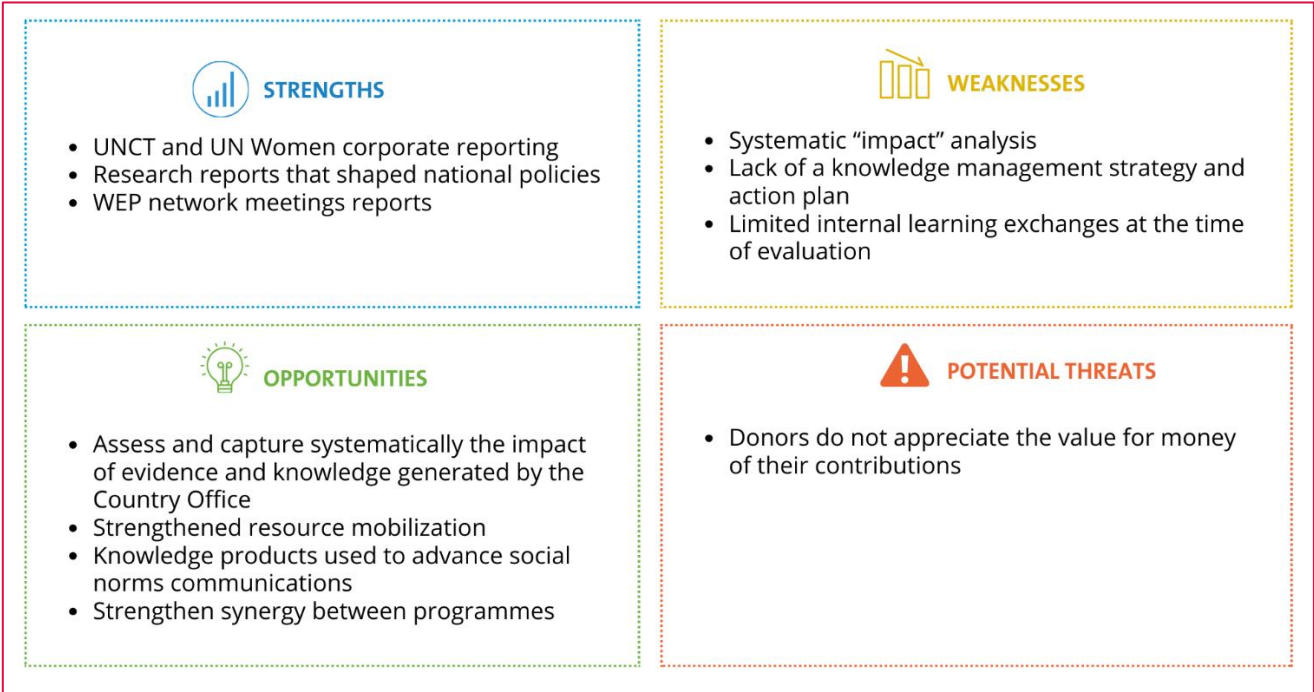 STRENGTHS
• UNCT and UN Women corporate reporting
• Research reports that shaped national policies
• WEP network meetings reports
WEAKNESSES
• Systematic “impact” analysis
• Lack of a knowledge management strategy and
action plan
• Limited internal learning exchanges at the time
of evaluation
OPPORTUNITIES
• Assess and capture systematically the impact
of evidence and knowledge generated by the
Country Office
• Strengthened resource mobilization
• Knowledge products used to advance social
norms communications
• Strengthen synergy between programmes
POTENTIAL THREATS
• Donors do not appreciate the value for money
of their contributions